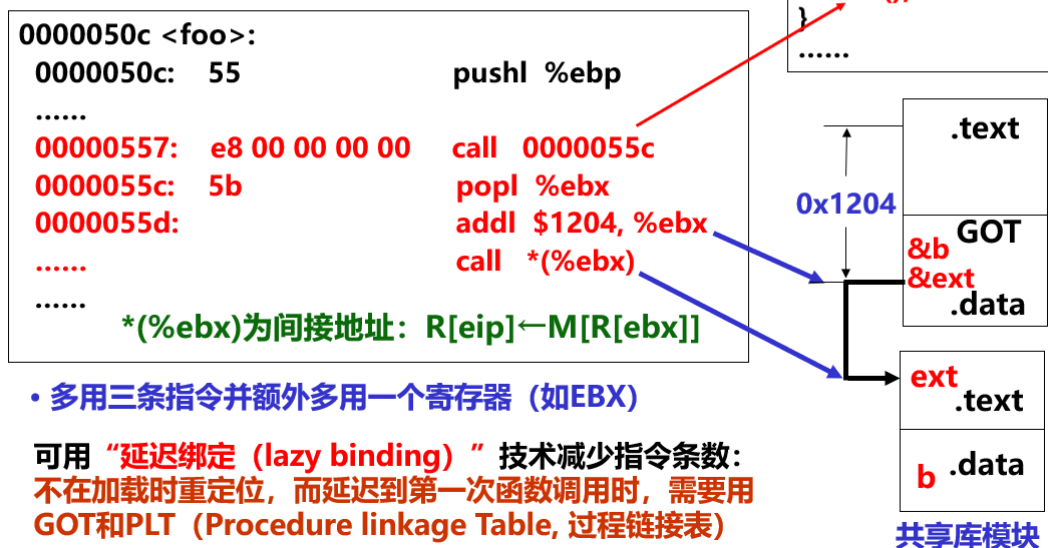 0000050c <foo>:
0000050c: 55 pushl %ebp
......
00000557: e8 00 00 00 00 call 0000055c
0000055c: 5b popl %ebx
0000055d: addl $1204, %ebx
...... call *(%ebx)
......
*(%ebx)为间接地址：R[eip]←M[R[ebx]]
}
......
.text
0x1204
GOT
&b
&ext
.data
ext
.text
b .data
共享库模块
• 多用三条指令并额外多用一个寄存器（如EBX）
可用“延迟绑定（lazy binding）”技术减少指令条数：
不在加载时重定位，而延迟到第一次函数调用时，需要用
GOT和PLT（Procedure linkage Table, 过程链接表）